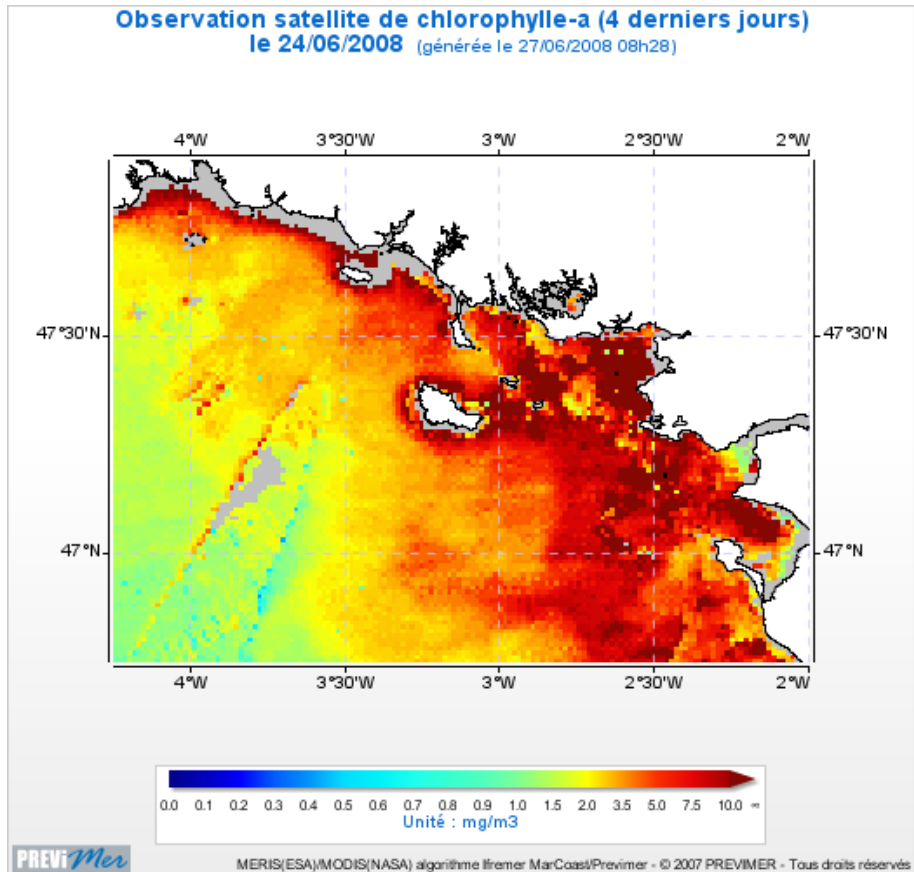 Observation satellite de chlorophylle-a (4 derniers jours)
le 24/06/2008 (générée le 27/06/2008 08h28)
4°W 3°30'W 3°W 2°30'W 2°W
47°30'N 47°30'N
47°N 47°N
4°W 3°30'W 3°W 2°30'W 2°W
0.0 0.1 0.2 0.3 0.4 0.5 0.6 0.7 0.8 0.9 1.0 1.5 2.0 3.5 5.0 7.5 10.0 ∞
Unité : mg/m3
PREViMer MERIS(ESA)/MODIS(NASA) algorithme Ifremer MarCoast/Previmer - © 2007 PREVIMER - Tous droits réservés